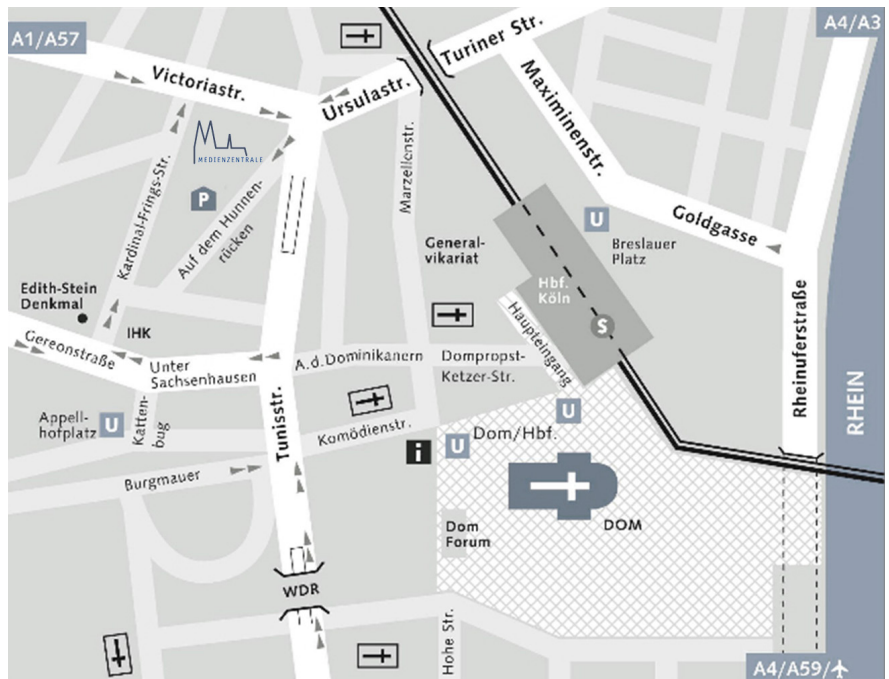 A1/A57
A4/A3
Turiner Str.
Victoriastr.
Ursulastr.
Maximinenstr.
MEDIENZENTRALE
Marzellenstr.
P
Kardinal-Frings-Str.
Auf dem Hunnen-
rücken
U
Goldgasse
General-
vikariat
Breslauer
Platz
Hbf.
Köln
Edith-Stein
Denkmal
S
Haupteingang
IHK
Gereonstraße
Unter
Sachsenhausen
A.d.Dominikanern
Dompropst-
Ketzer-Str.
Rheinuferstraße
RHEIN
Appell-
hofplatz
U
Katten-
bug
Tunisstr.
Komödienstr.
U
i
U
Dom/Hbf.
Burgmauer
Dom
Forum
DOM
WDR
Hohe Str.
A4/A59/